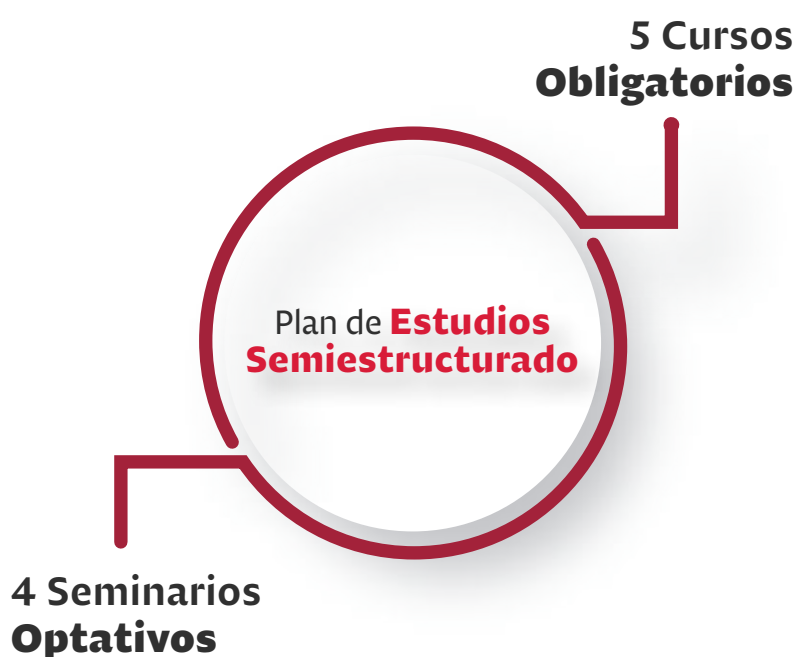 5 Cursos
Obligatorios
Plan de Estudios
Semiestructurado
4 Seminarios
Optativos